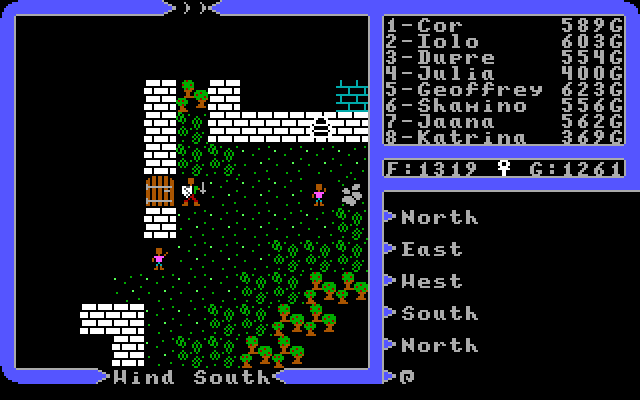 1-Cor 589G
2-Iolo 603G
3-Dupre 554G
4-Julia 400G
5-Geoffrey 623G
6-Shamino 556G
7-Jaana 562G
8-Katrina 369G
F:1319 ♀ G:1261
North
East
West
South
North
@
Wind South